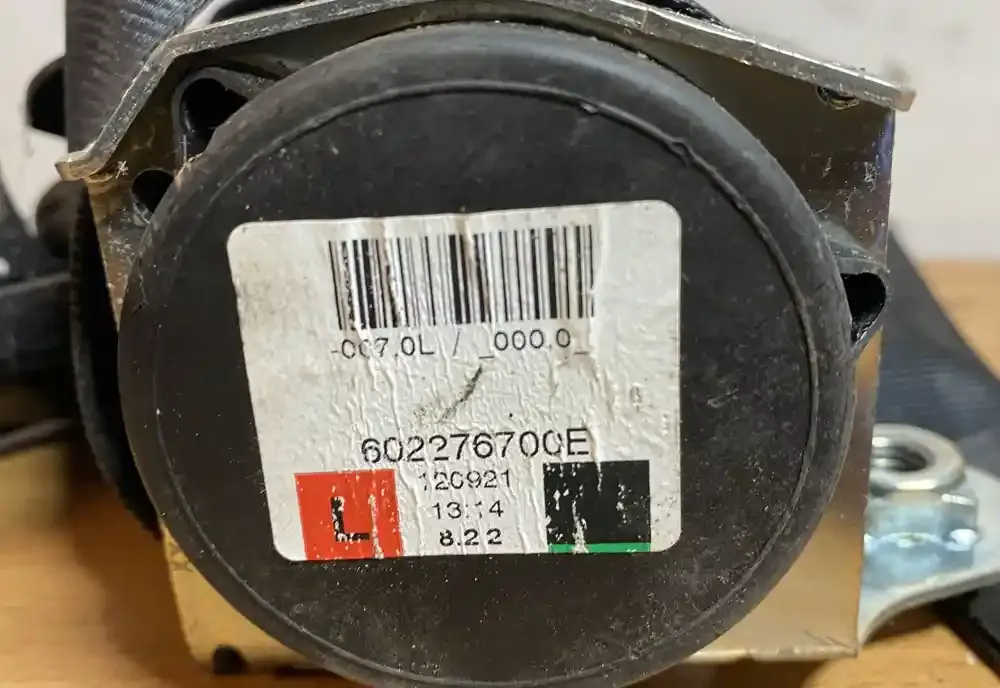 -007.0L / _000.0_
602276700E
120921
13:14
L
8.2 2